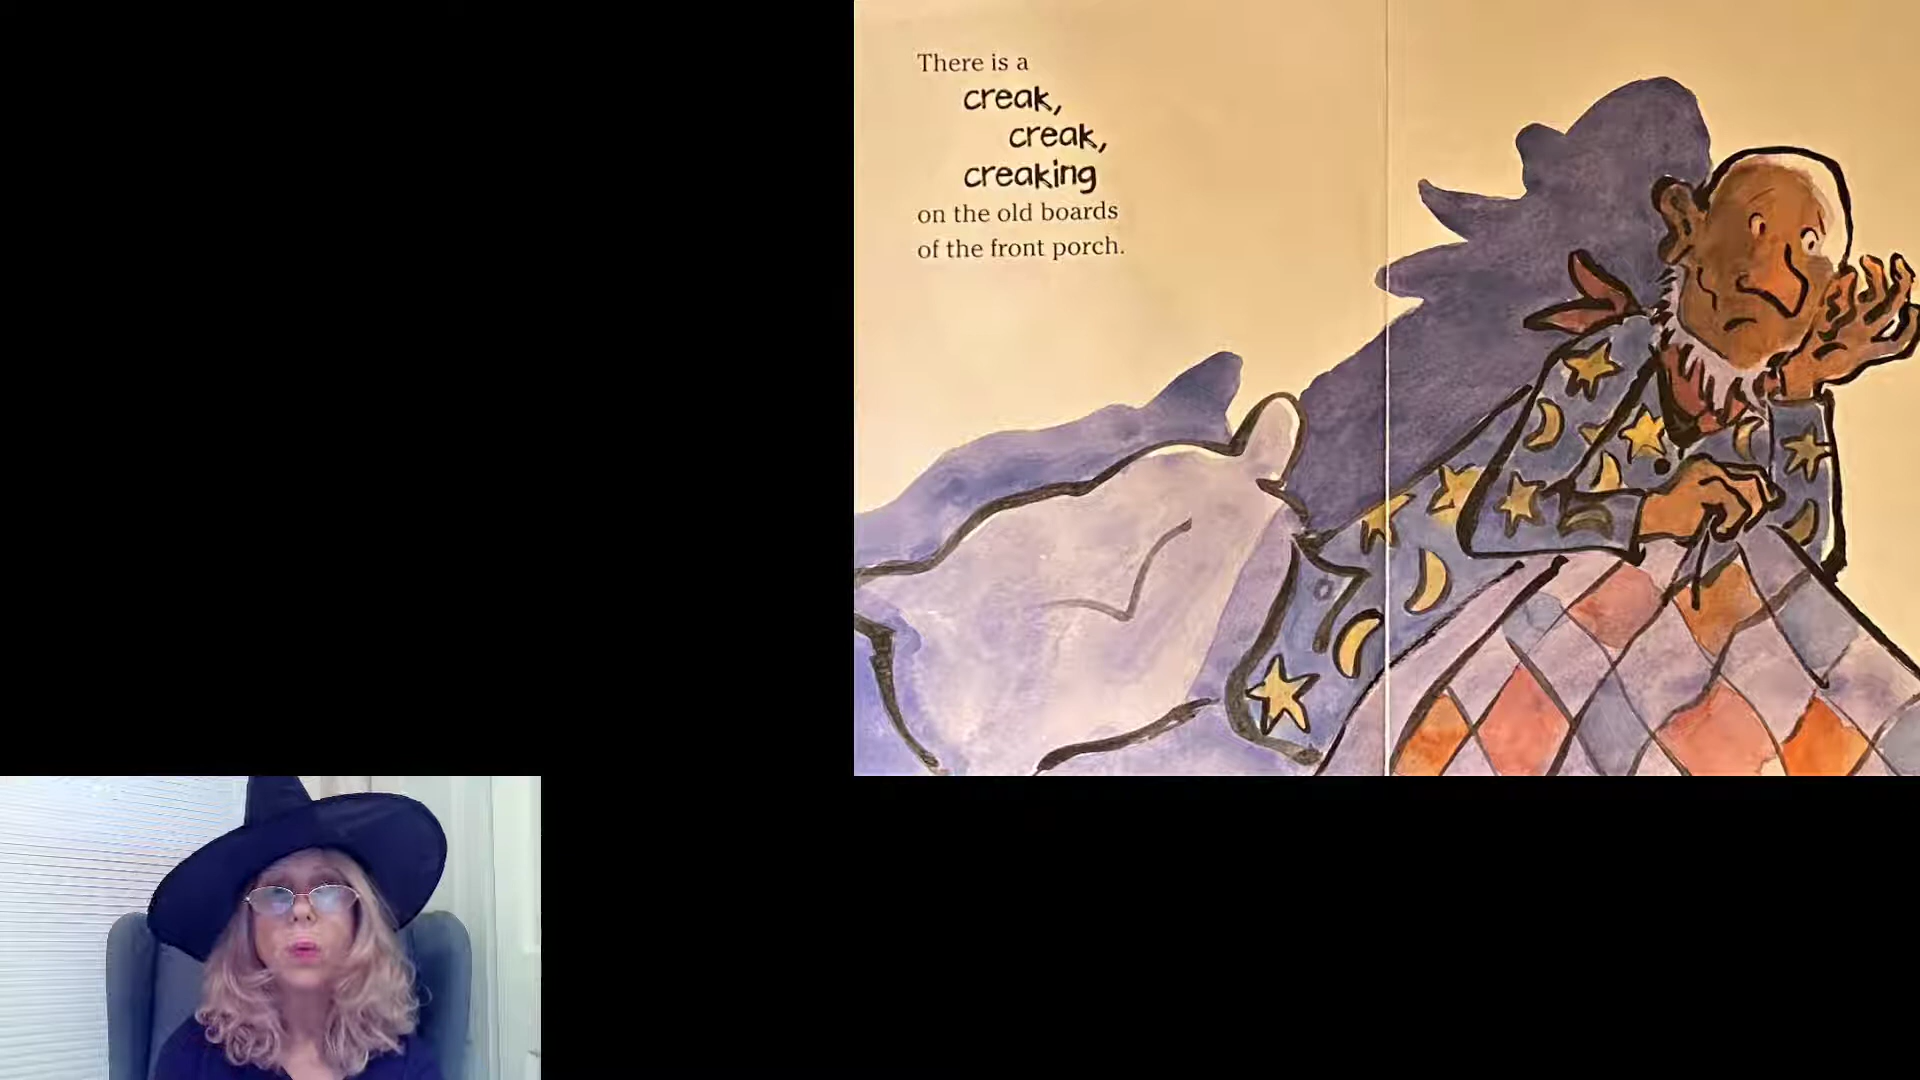 There is a
creak,
creak,
creaking
on the old boards
of the front porch.